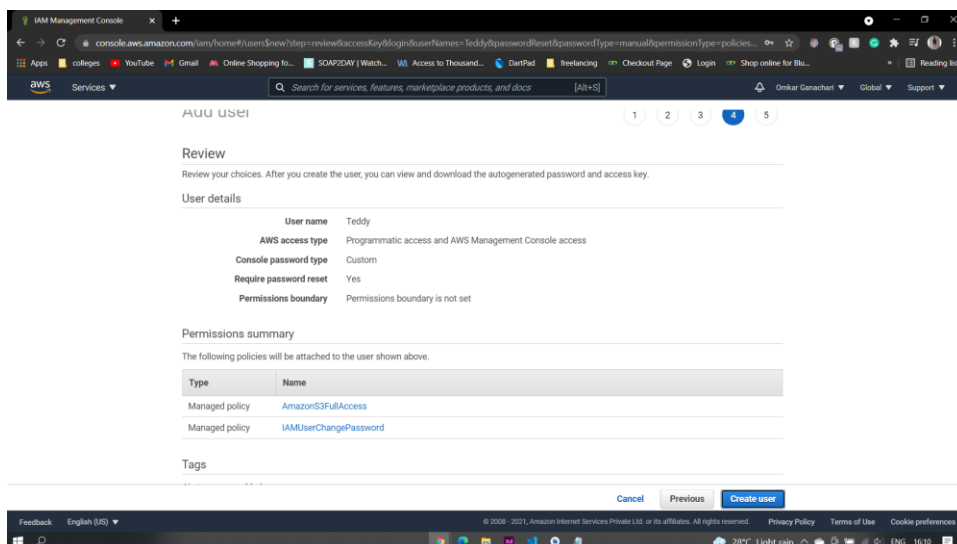 IAM Management Console
console.aws.amazon.com/iam/home#/users$new?step=review&accessKey&login&userNames=Teddy&passwordReset&passwordType=manual&permissionType=policies...
Apps colleges YouTube Gmail Online Shopping fo... SOAP2DAY | Watch... Access to Thousand... DartPad freelancing Checkout Page Login Shop online for Blu... » Reading lis
aws Services ▼ Search for services, features, marketplace products, and docs [Alt+S] Omkar Ganachari ▼ Global ▼ Support ▼
Add user 1 2 3 4 5
Review
Review your choices. After you create the user, you can view and download the autogenerated password and access key.
User details
User name Teddy
AWS access type Programmatic access and AWS Management Console access
Console password type Custom
Require password reset Yes
Permissions boundary Permissions boundary is not set
Permissions summary
The following policies will be attached to the user shown above.
Type Name
Managed policy AmazonS3FullAccess
Managed policy IAMUserChangePassword
Tags
Cancel Previous Create user
Feedback English (US) ▼ © 2008 - 2021, Amazon Internet Services Private Ltd. or its affiliates. All rights reserved. Privacy Policy Terms of Use Cookie preferences
28°C Light rain ENG 16:10